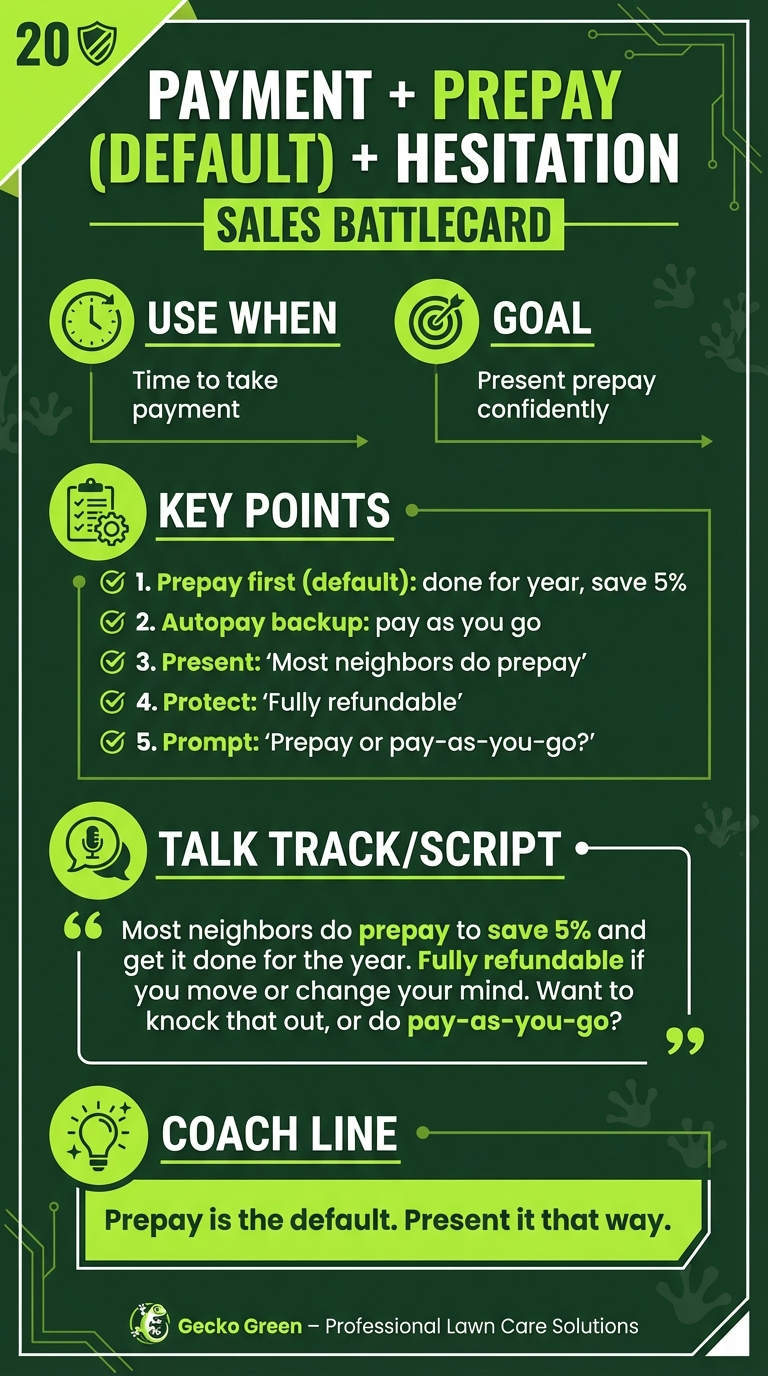 20
PAYMENT + PREPAY
(DEFAULT) + HESITATION
SALES BATTLECARD
USE WHEN
Time to take
payment
GOAL
Present prepay
confidently
KEY POINTS
1. Prepay first (default): done for year, save 5%
2. Autopay backup: pay as you go
3. Present: ‘Most neighbors do prepay’
4. Protect: ‘Fully refundable’
5. Prompt: ‘Prepay or pay-as-you-go?’
TALK TRACK/SCRIPT
“Most neighbors do prepay to save 5% and
get it done for the year. Fully refundable if
you move or change your mind. Want to
knock that out, or do pay-as-you-go?”
COACH LINE
Prepay is the default. Present it that way.
Gecko Green – Professional Lawn Care Solutions